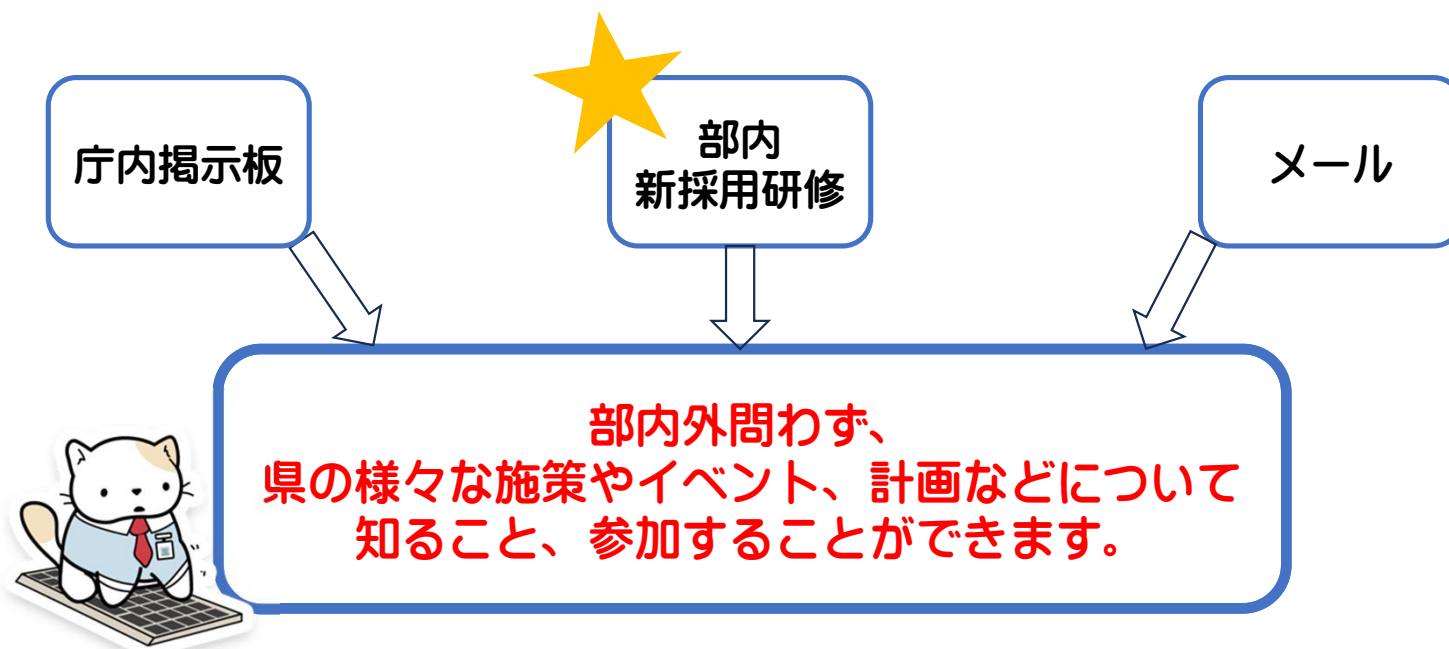 庁内掲示板
部内
新採用研修
メール
部内外問わず、
県の様々な施策やイベント、計画などについて
知ること、参加することができます。